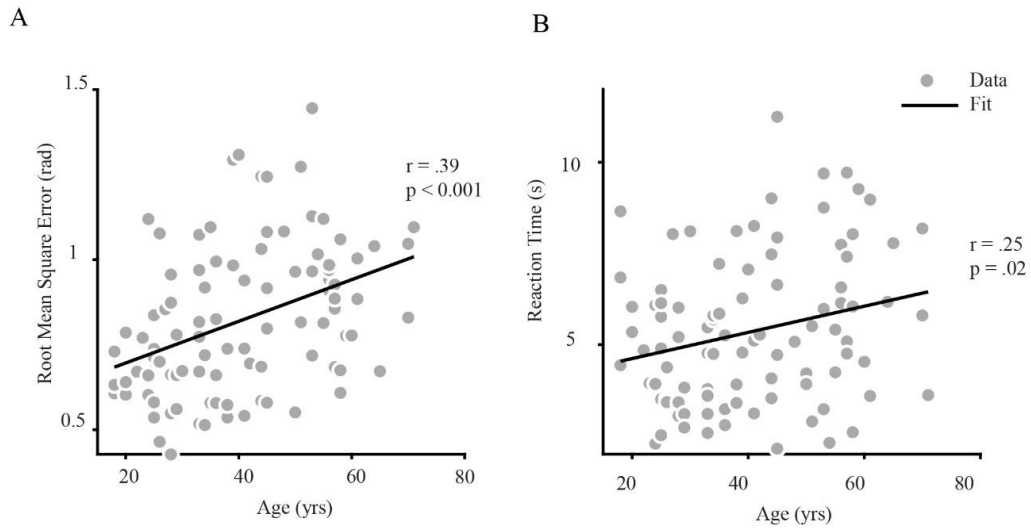 A
1.5
1
0.5
Root Mean Square Error (rad)
r = .39
p < 0.001
20
40
60
80
Age (yrs)
B
Data
Fit
10
5
Reaction Time (s)
r = .25
p = .02
20
40
60
80
Age (yrs)